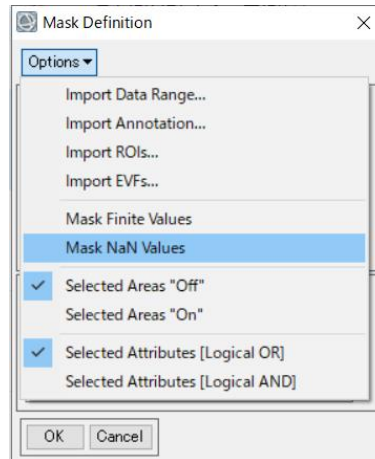 Mask Definition
Options
Import Data Range...
Import Annotation...
Import ROIs...
Import EVFs...
Mask Finite Values
Mask NaN Values
Selected Areas "Off"
Selected Areas "On"
Selected Attributes [Logical OR]
Selected Attributes [Logical AND]
OK Cancel